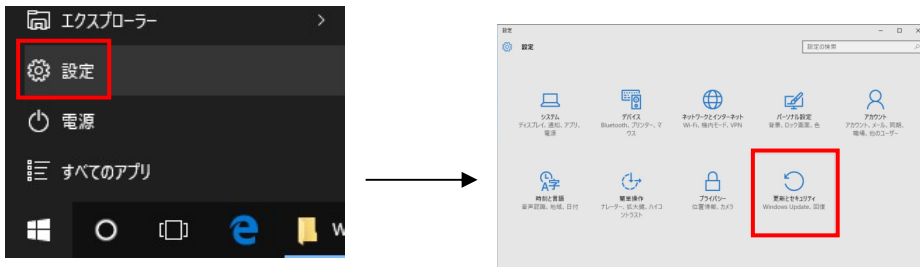 エクスプローラー
設定
電源
すべてのアプリ
W
設定
設定
設定の検索
システム
ディスプレイ、通知、アプリ、
電源
デバイス
Bluetooth、プリンター、マ
ウス
ネットワークとインターネット
Wi-Fi、機内モード、VPN
パーソナル設定
背景、ロック画面、色
アカウント
アカウント、メール、同期、
職場、他のユーザー
時刻と言語
音声認識、地域、日付
簡単操作
ナレーター、拡大鏡、ハイコ
ントラスト
プライバシー
位置情報、カメラ
更新とセキュリティ
Windows Update、回復